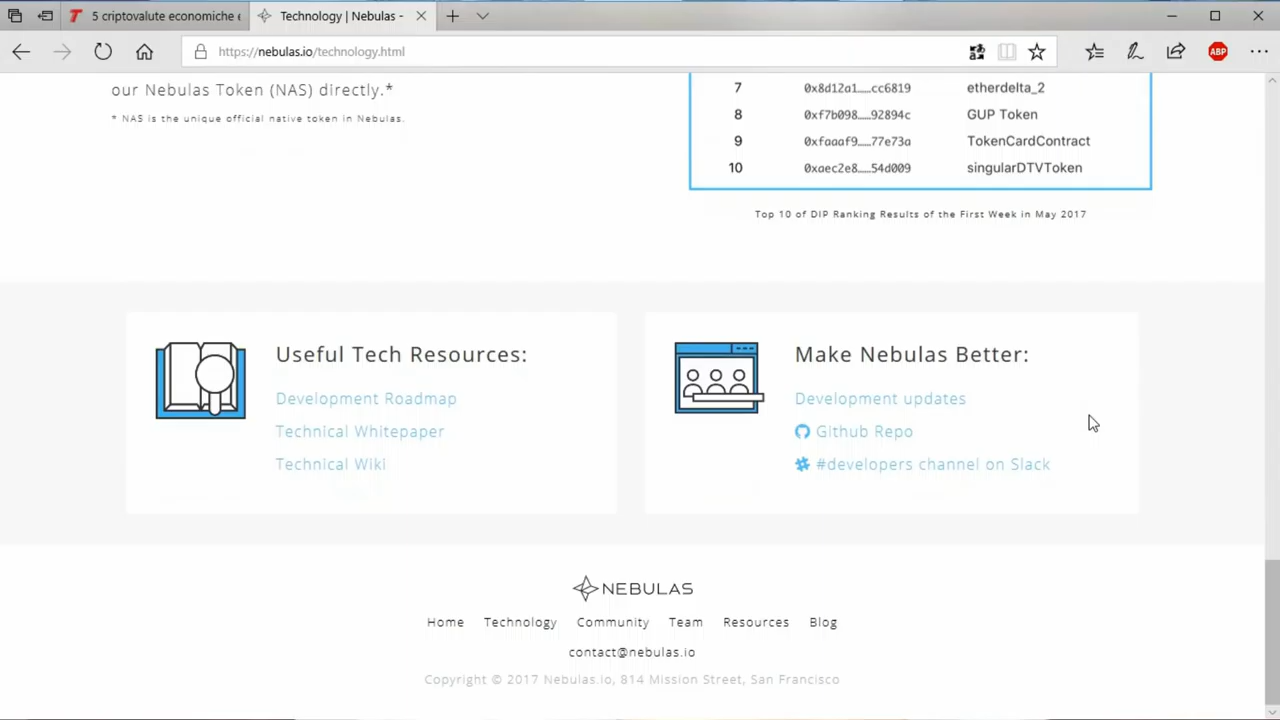 5 criptovalute economiche e
Technology | Nebulas -
https://nebulas.io/technology.html
ABP
our Nebulas Token (NAS) directly.*
* NAS is the unique official native token in Nebulas.
7 0x8d12a1......cc6819 etherdelta_2
8 0xf7b098......92894c GUP Token
9 0xfaaaf9......77e73a TokenCardContract
10 0xaec2e8......54d009 singularDTVToken
Top 10 of DIP Ranking Results of the First Week in May 2017
Useful Tech Resources:
Development Roadmap
Technical Whitepaper
Technical Wiki
Make Nebulas Better:
Development updates
Github Repo
#developers channel on Slack
NEBULAS
Home Technology Community Team Resources Blog
contact@nebulas.io
Copyright © 2017 Nebulas.io, 814 Mission Street, San Francisco